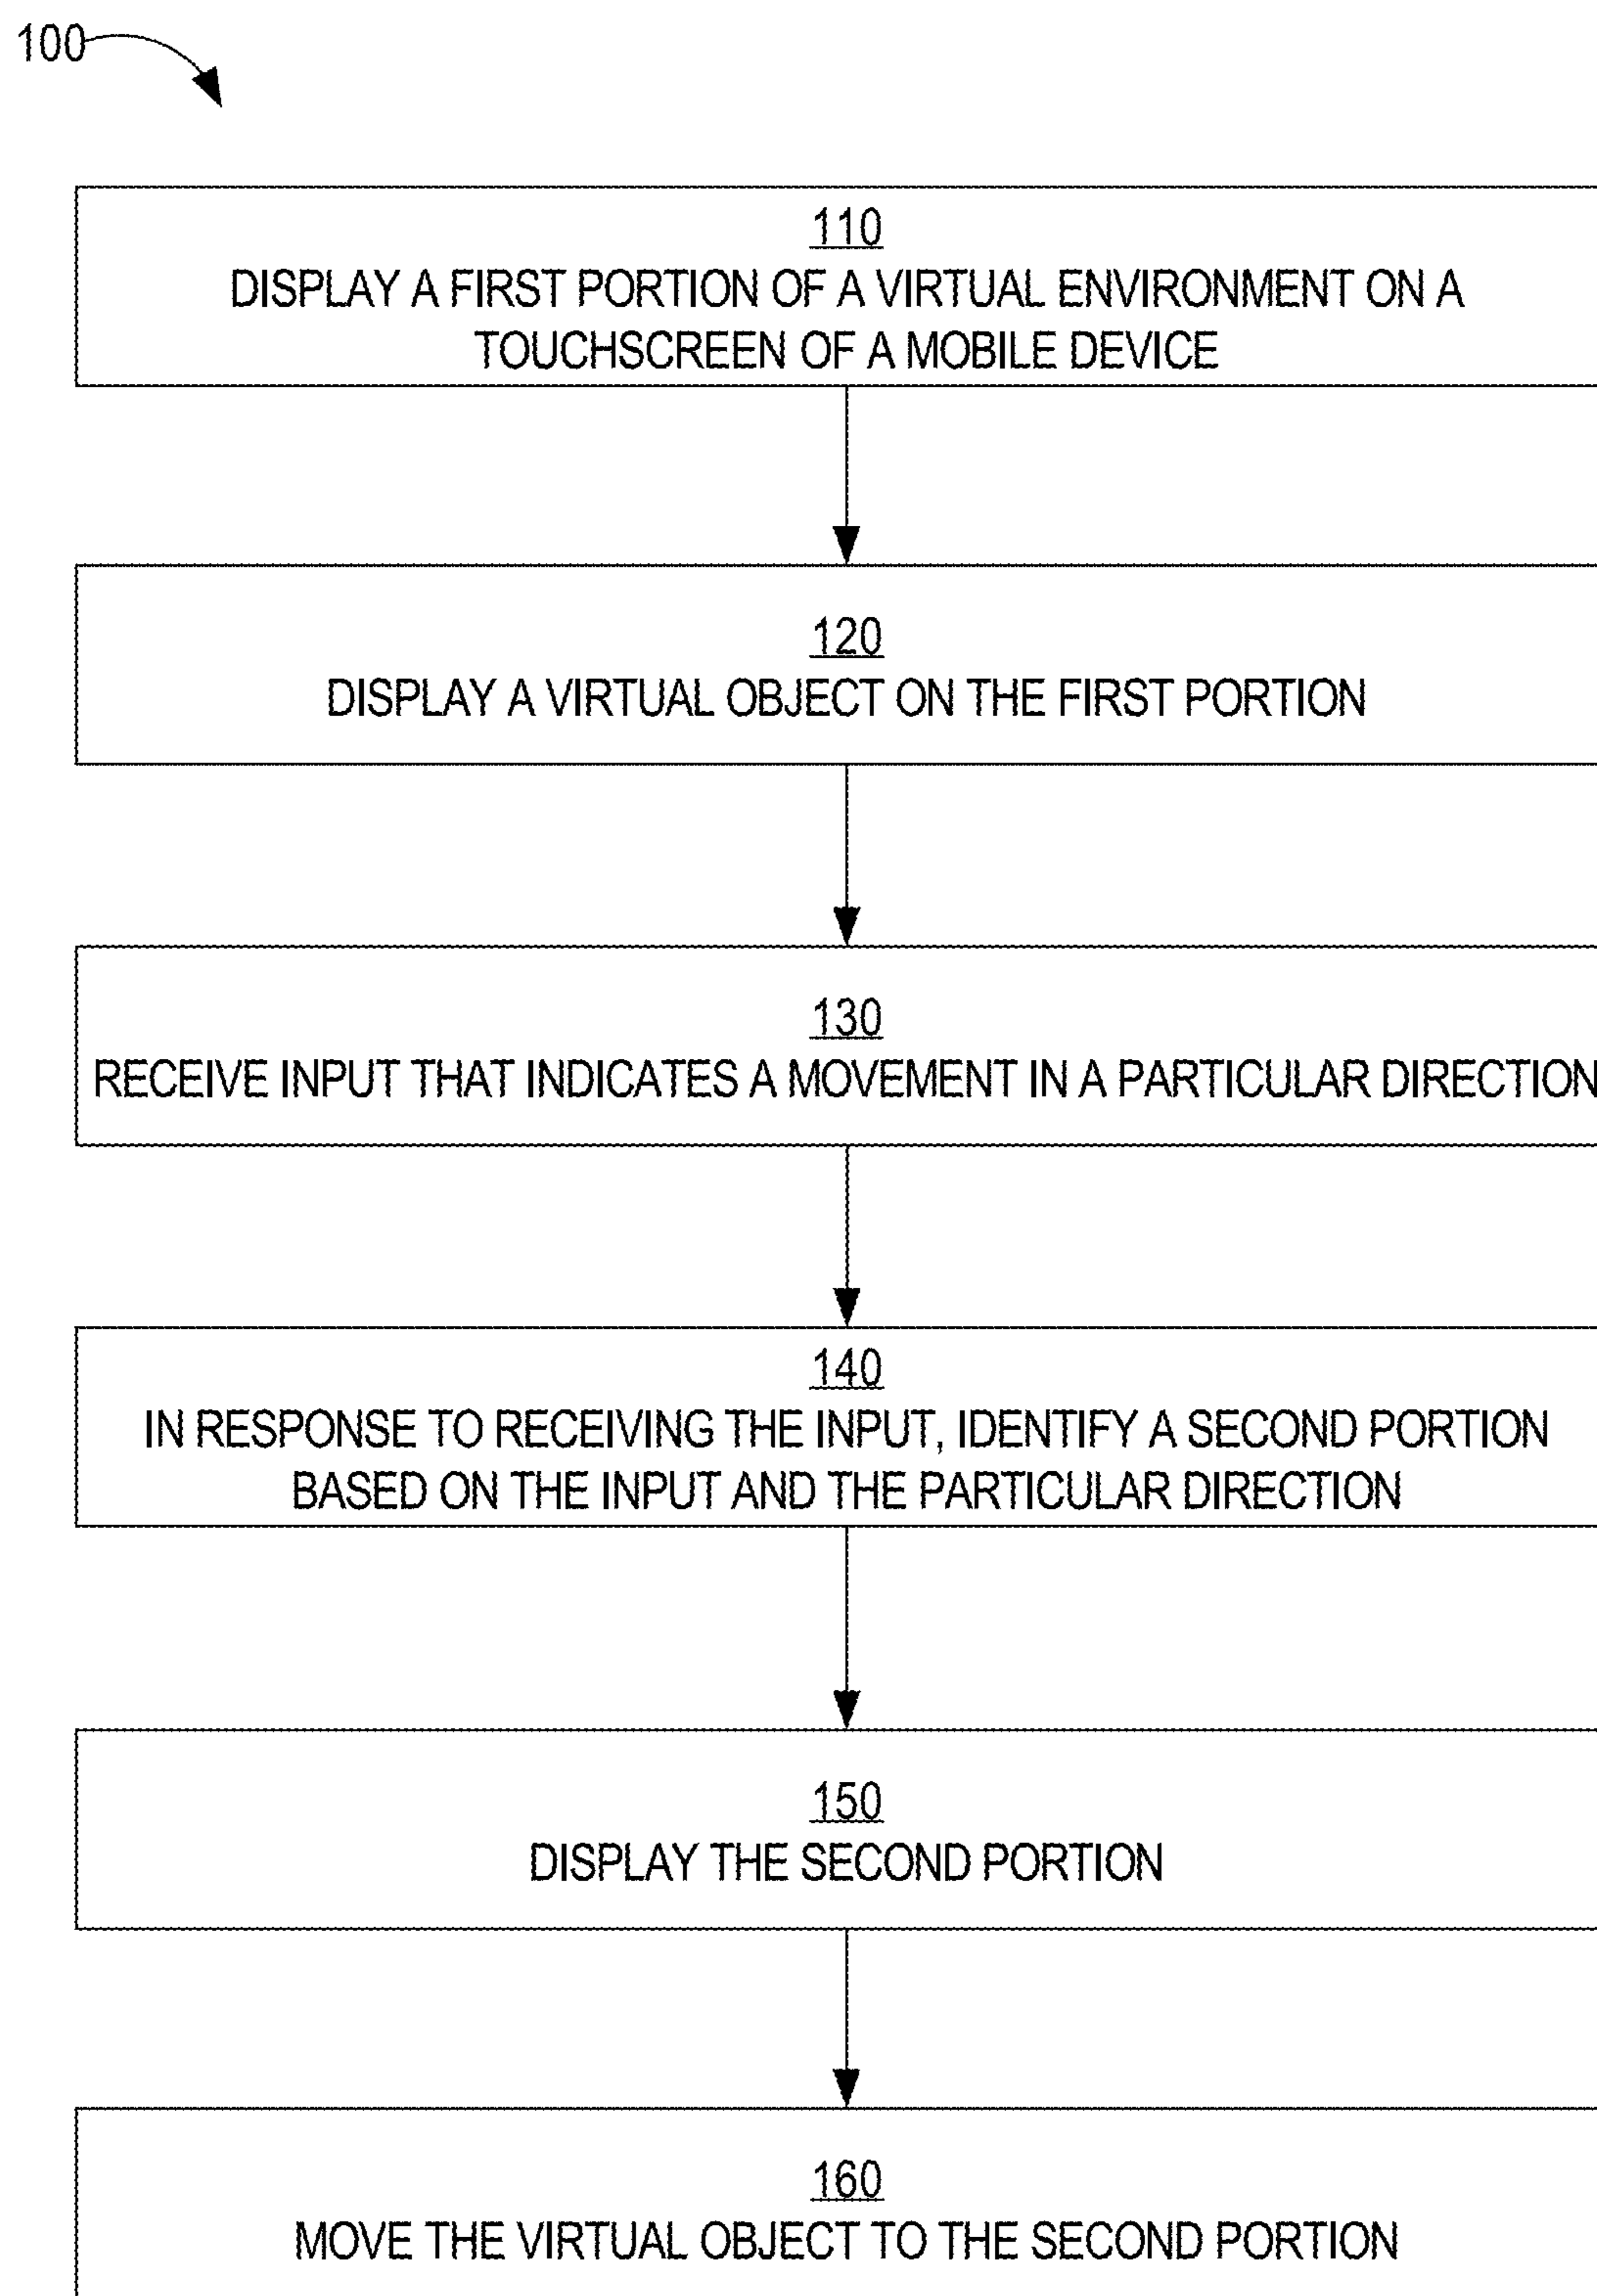 100
110
DISPLAY A FIRST PORTION OF A VIRTUAL ENVIRONMENT ON A
TOUCHSCREEN OF A MOBILE DEVICE
120
DISPLAY A VIRTUAL OBJECT ON THE FIRST PORTION
130
RECEIVE INPUT THAT INDICATES A MOVEMENT IN A PARTICULAR DIRECTION
140
IN RESPONSE TO RECEIVING THE INPUT, IDENTIFY A SECOND PORTION
BASED ON THE INPUT AND THE PARTICULAR DIRECTION
150
DISPLAY THE SECOND PORTION
160
MOVE THE VIRTUAL OBJECT TO THE SECOND PORTION